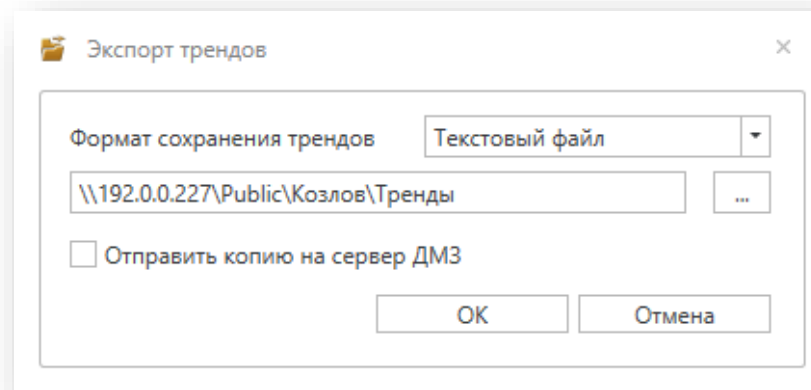 Экспорт трендов
Формат сохранения трендов Текстовый файл
\\192.0.0.227\Public\Козлов\Тренды ...
Отправить копию на сервер ДМЗ
ОК Отмена